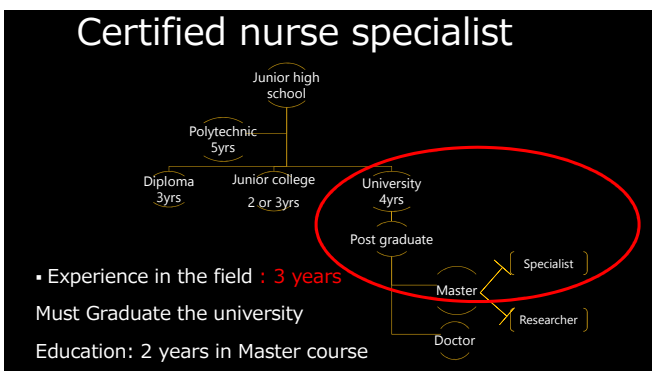 Certified nurse specialist
Junior high
school
Polytechnic
5yrs
Diploma
3yrs
Junior college
2 or 3yrs
University
4yrs
Post graduate
Specialist
Master
Researcher
Doctor
▪ Experience in the field : 3 years
Must Graduate the university
Education: 2 years in Master course